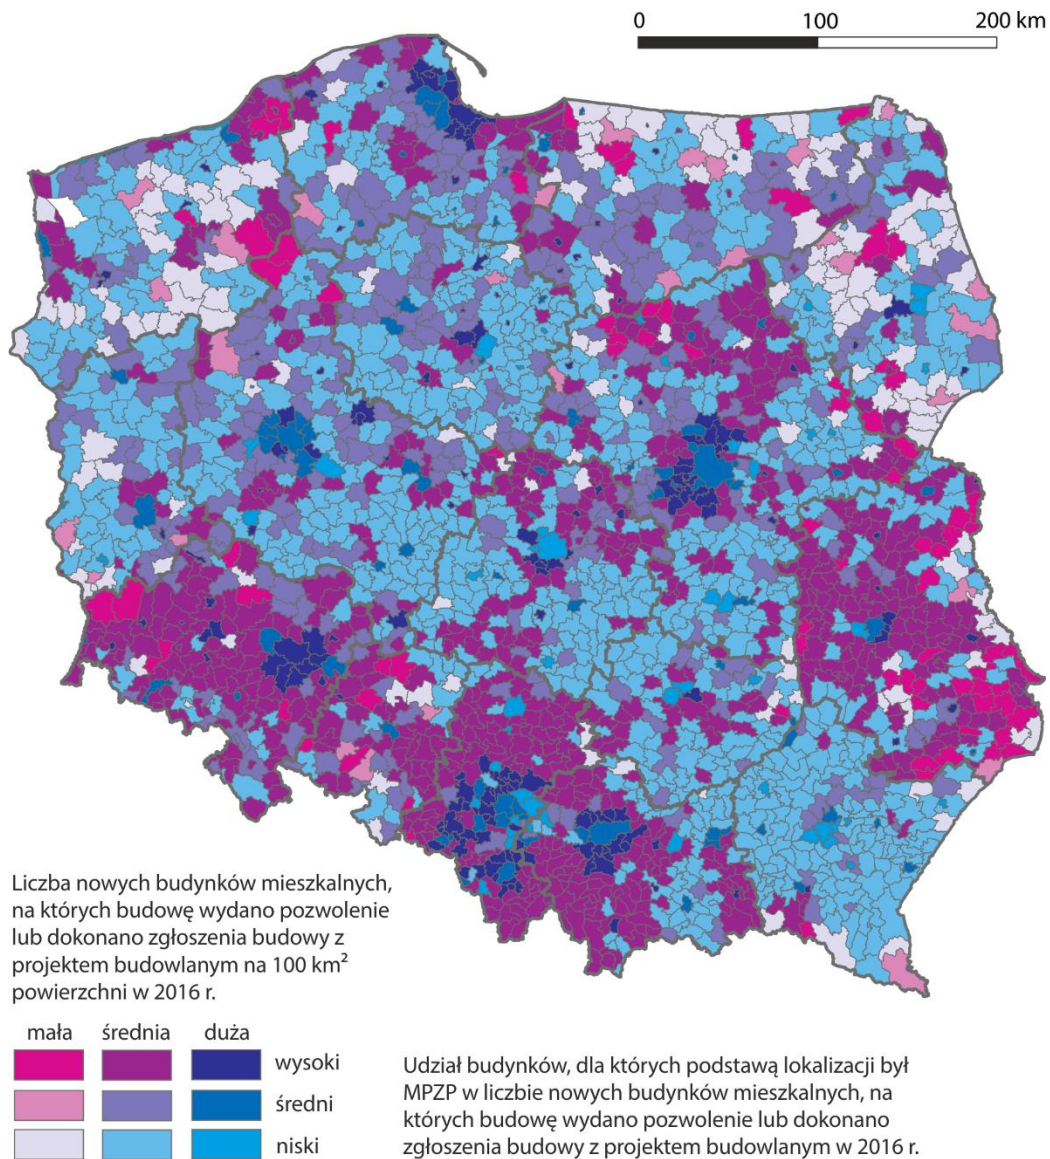 0 100 200 km
Liczba nowych budynków mieszkalnych,
na których budowę wydano pozwolenie
lub dokonano zgłoszenia budowy z
projektem budowlanym na 100 km²
powierzchni w 2016 r.
mała średnia duża
wysoki
średni
niski
Udział budynków, dla których podstawą lokalizacji był
MPZP w liczbie nowych budynków mieszkalnych, na
których budowę wydano pozwolenie lub dokonano
zgłoszenia budowy z projektem budowlanym w 2016 r.